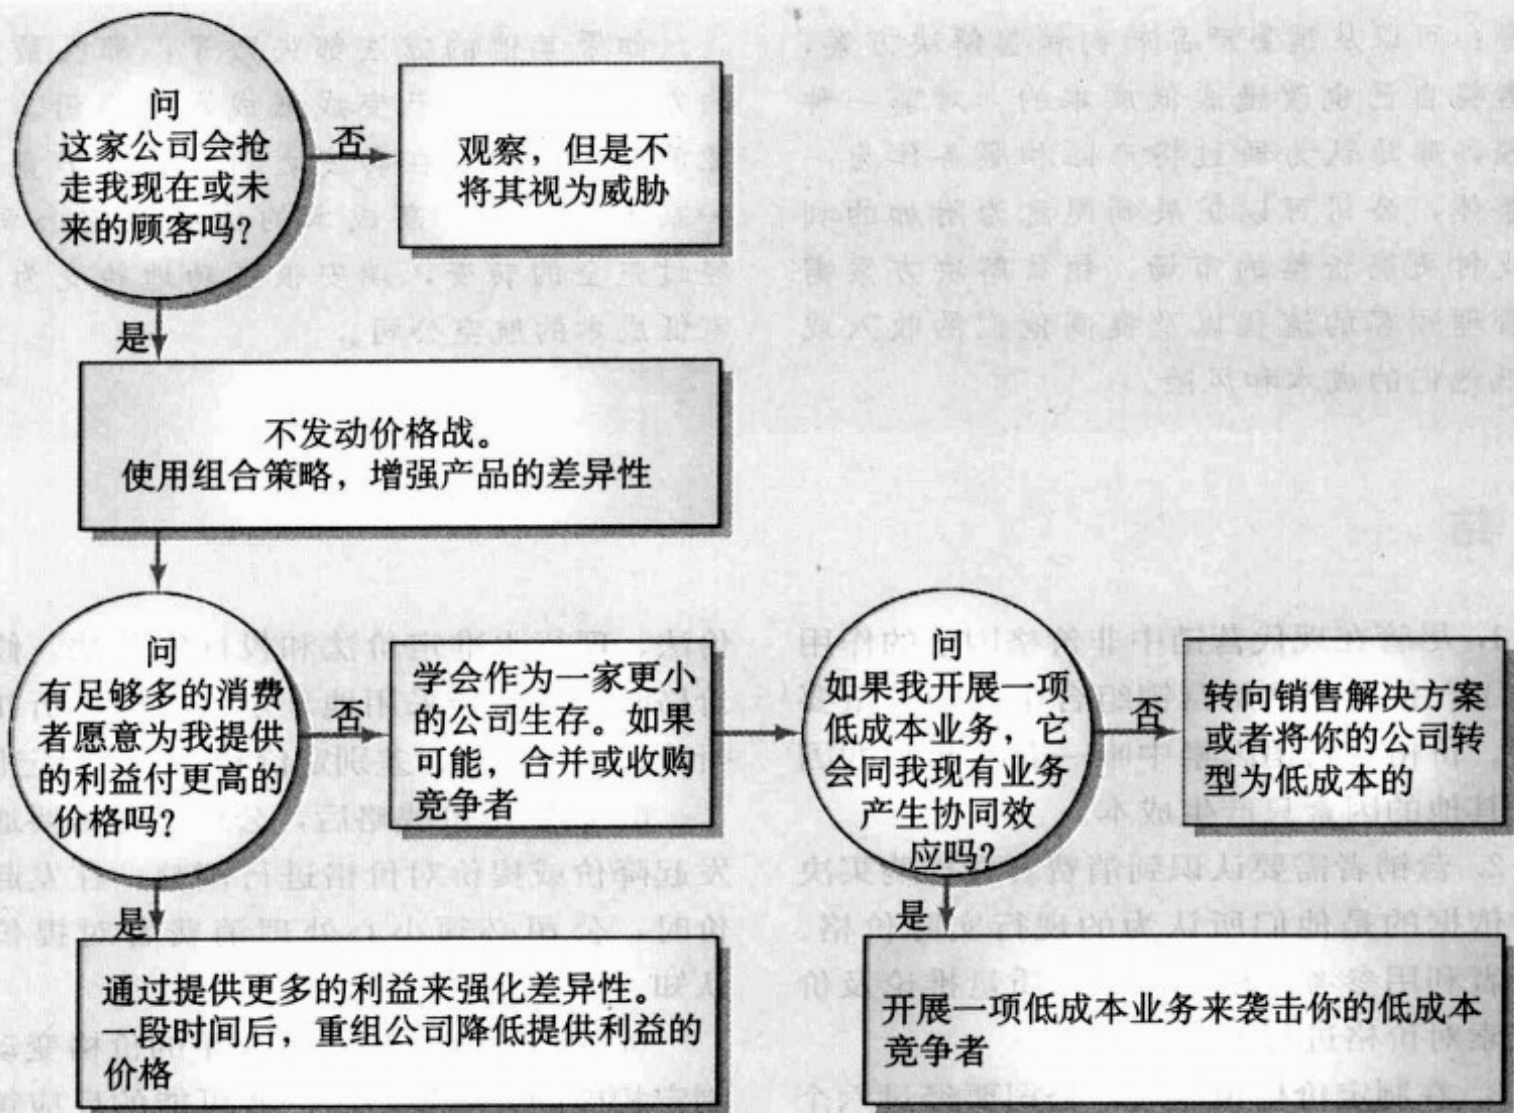 问
这家公司会抢
走我现在或未
来的顾客吗?
否
观察，但是不
将其视为威胁
是
不发动价格战。
使用组合策略，增强产品的差异性
问
有足够多的消费
者愿意为我提供
的利益付更高的
价格吗?
否
学会作为一家更小
的公司生存。如果
可能，合并或收购
竞争者
问
如果我开展一项
低成本业务，它
会同我现有业务
产生协同效
应吗?
否
转向销售解决方案
或者将你的公司转
型为低成本的
是
通过提供更多的利益来强化差异性。
一段时间后，重组公司降低提供利益的
价格
是
开展一项低成本业务来袭击你的低成本
竞争者